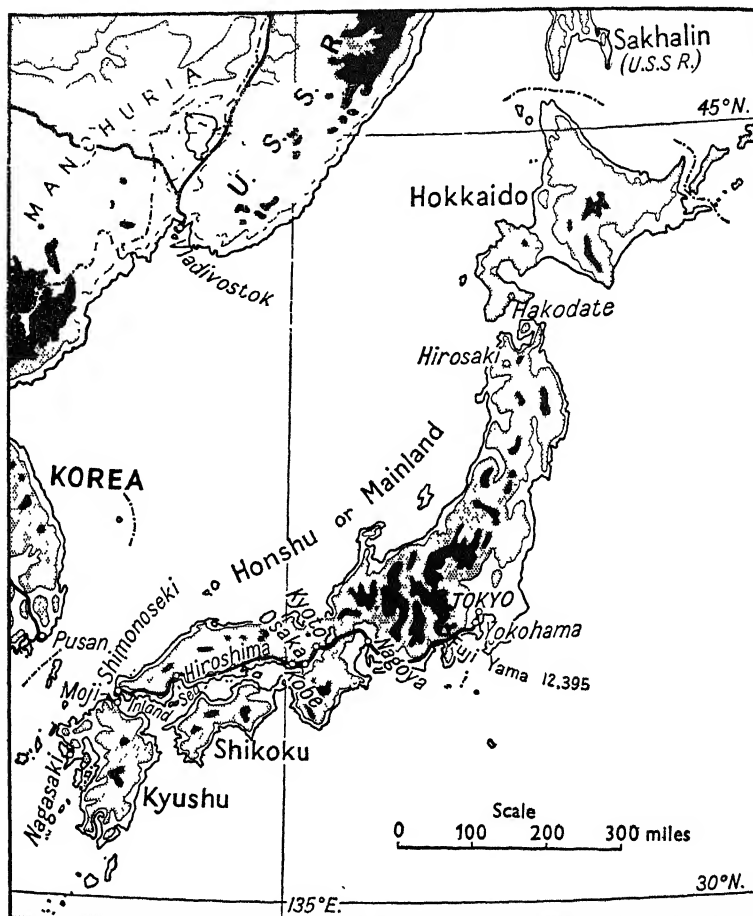 Sakhalin
(U.S.S R.)
MANCHURIA
U. S. S. R
45°N.
Hokkaido
Vladivostok
Hakodate
Hirosaki
KOREA
Honshu or Mainland
Pusan
Shimonoseki
Hiroshima
Kyoto
Osaka
Kobe
Nagoya
TOKYO
Yokohama
Fuji Yama 12,395
Moji
Inland Sea
Nagasaki
Shikoku
Kyushu
Scale
0 100 200 300 miles
30°N.
135°E.